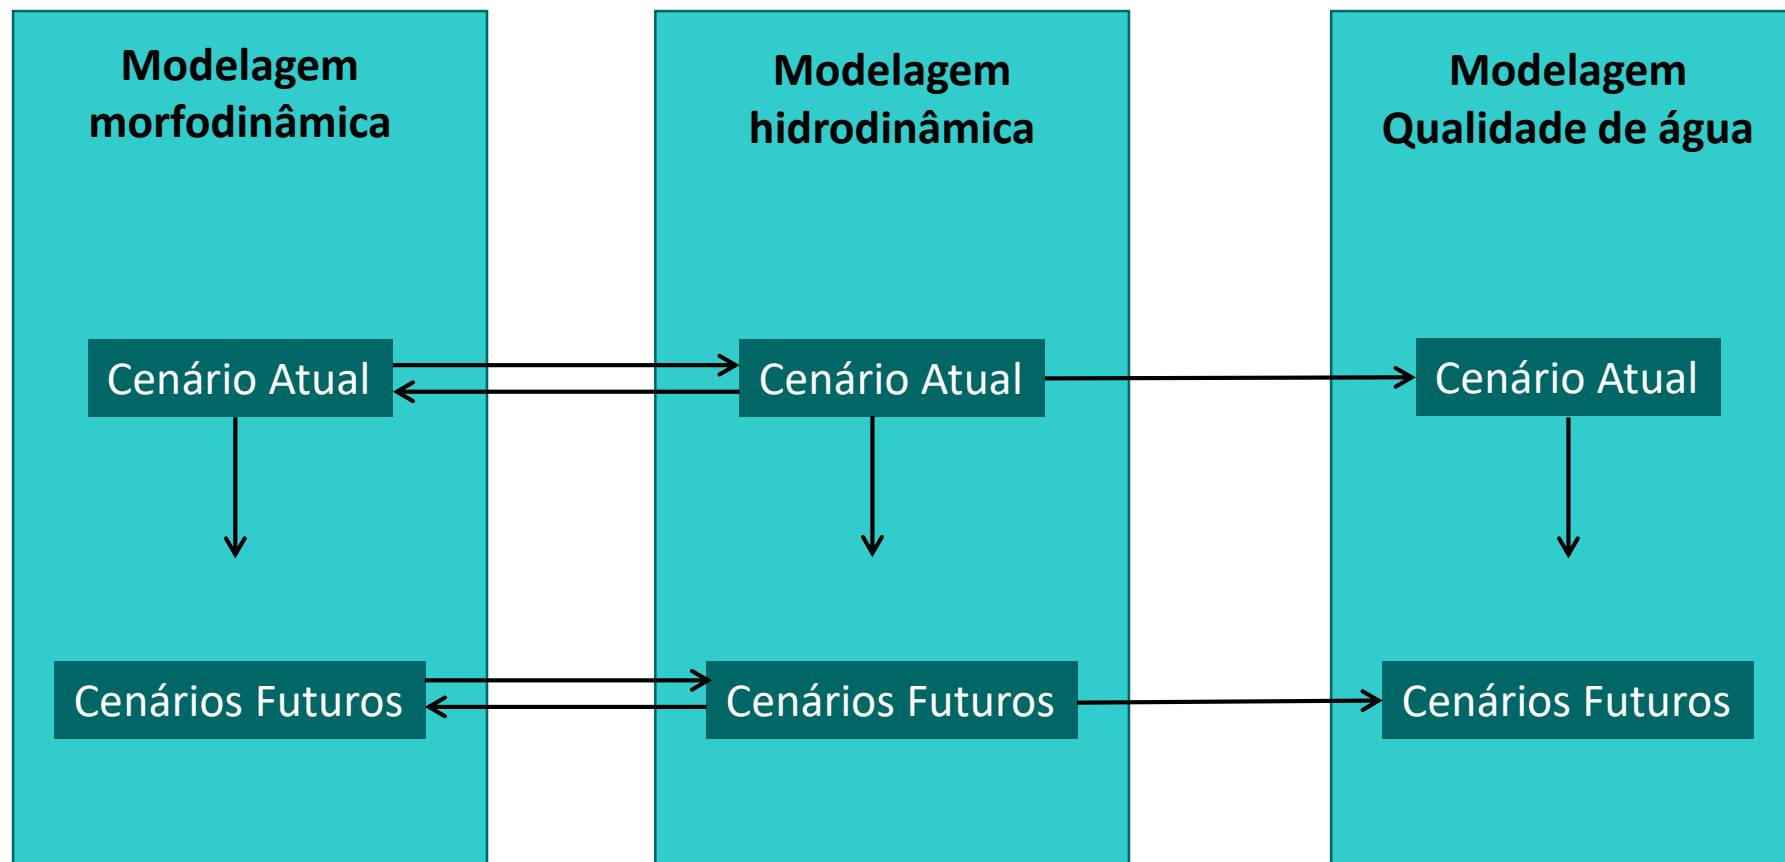 Modelagem
morfodinâmica
Modelagem
hidrodinâmica
Modelagem
Qualidade de água
Cenário Atual
Cenário Atual
Cenário Atual
Cenários Futuros
Cenários Futuros
Cenários Futuros